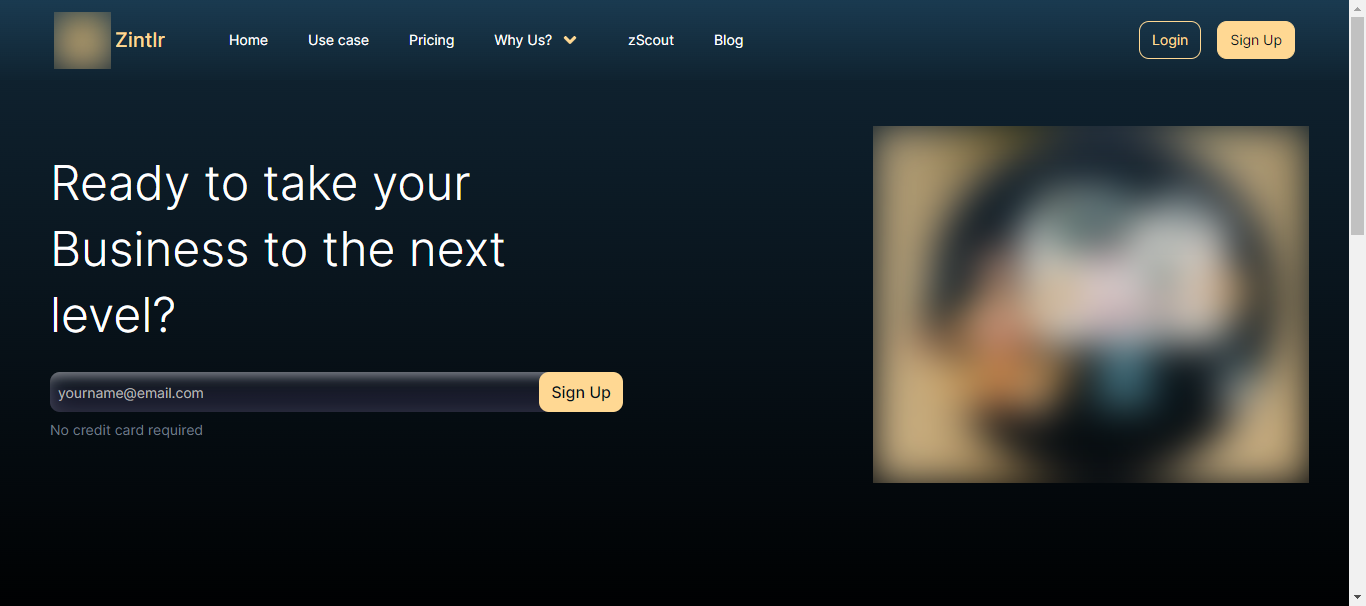 Zintlr
Home Use case Pricing Why Us? zScout Blog
Login Sign Up
Ready to take your
Business to the next
level?
yourname@email.com Sign Up
No credit card required